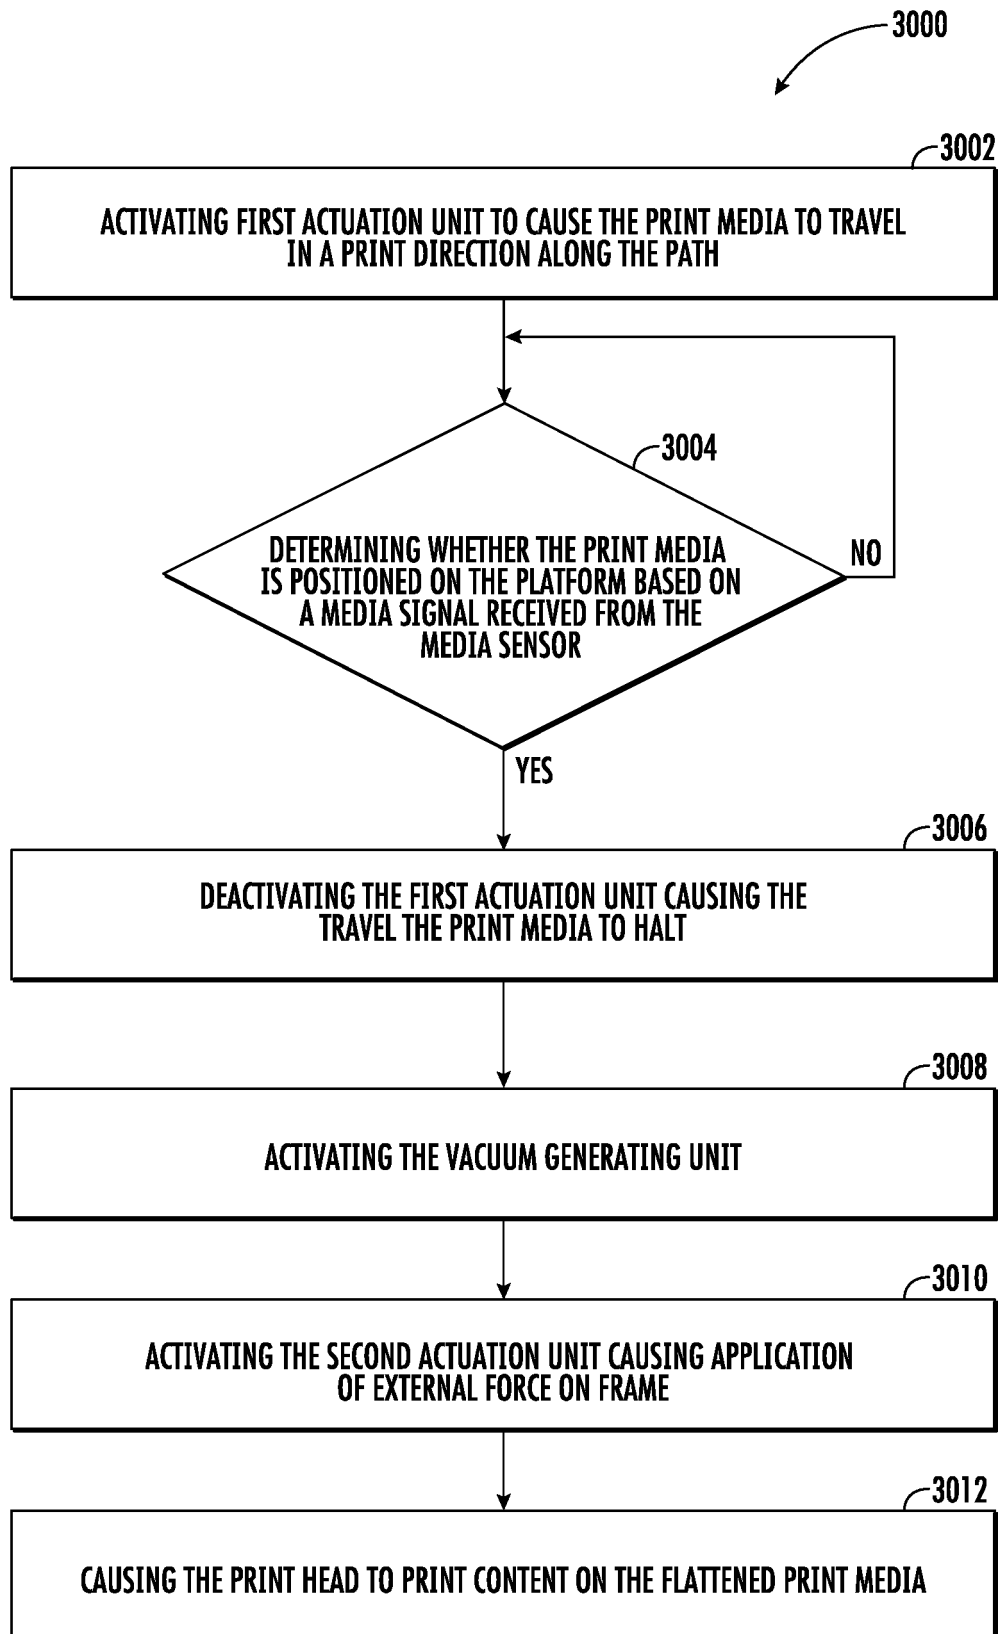 3000
3002
ACTIVATING FIRST ACTUATION UNIT TO CAUSE THE PRINT MEDIA TO TRAVEL
IN A PRINT DIRECTION ALONG THE PATH
3004
DETERMINING WHETHER THE PRINT MEDIA
IS POSITIONED ON THE PLATFORM BASED ON
A MEDIA SIGNAL RECEIVED FROM THE
MEDIA SENSOR
NO
YES
3006
DEACTIVATING THE FIRST ACTUATION UNIT CAUSING THE
TRAVEL THE PRINT MEDIA TO HALT
3008
ACTIVATING THE VACUUM GENERATING UNIT
3010
ACTIVATING THE SECOND ACTUATION UNIT CAUSING APPLICATION
OF EXTERNAL FORCE ON FRAME
3012
CAUSING THE PRINT HEAD TO PRINT CONTENT ON THE FLATTENED PRINT MEDIA